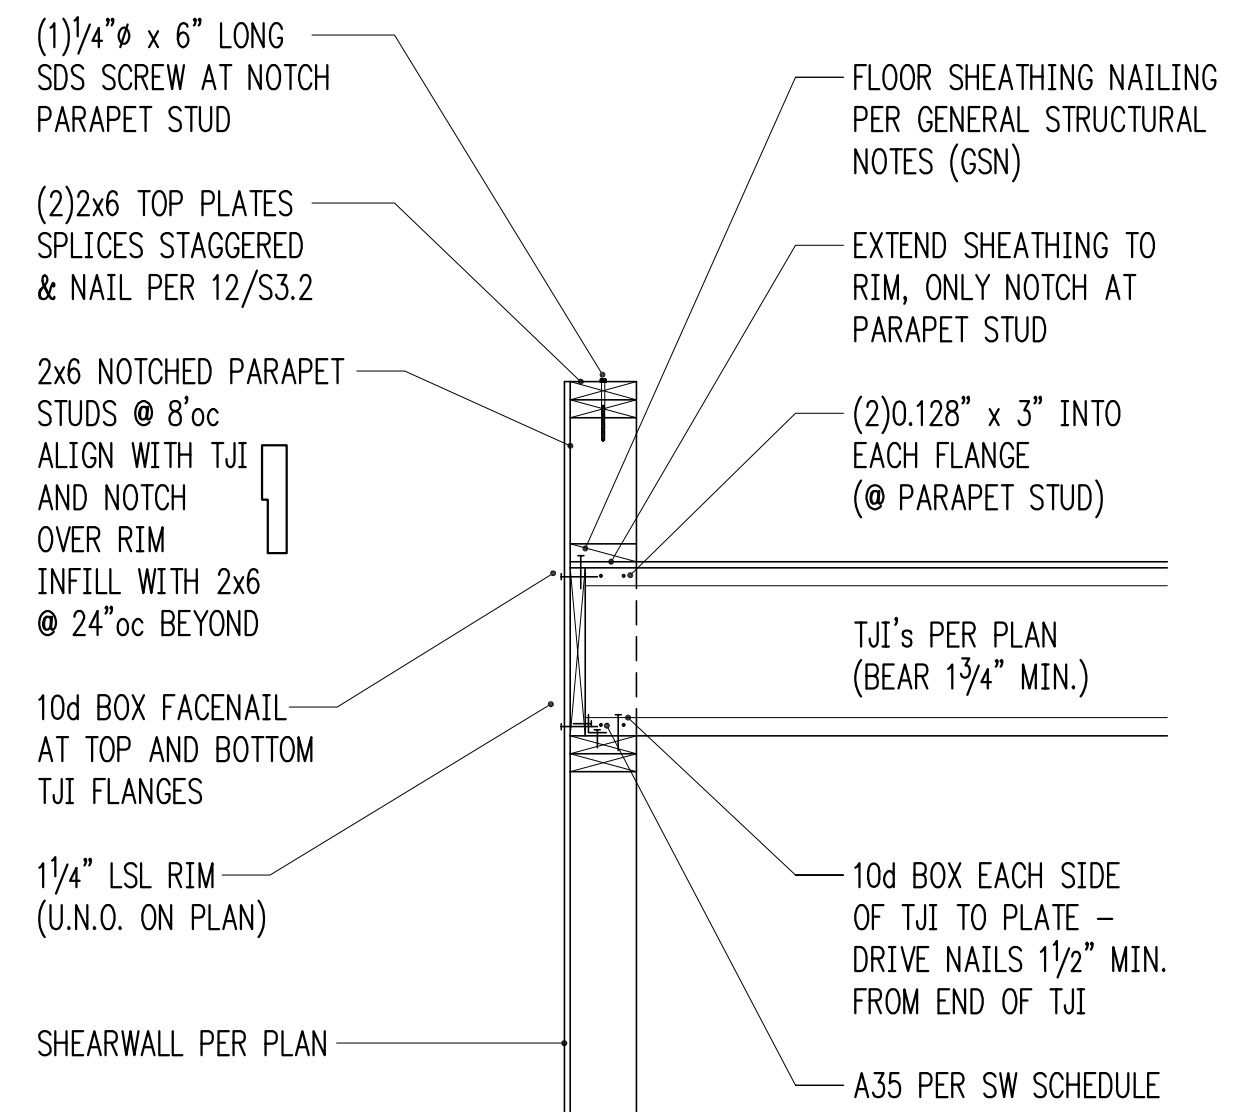 (1)1/4"ø x 6" LONG
SDS SCREW AT NOTCH
PARAPET STUD
(2)2x6 TOP PLATES
SPLICES STAGGERED
& NAIL PER 12/S3.2
2x6 NOTCHED PARAPET
STUDS @ 8'oc
ALIGN WITH TJI
AND NOTCH
OVER RIM
INFILL WITH 2x6
@ 24"oc BEYOND
10d BOX FACENAIL
AT TOP AND BOTTOM
TJI FLANGES
1 1/4" LSL RIM
(U.N.O. ON PLAN)
SHEARWALL PER PLAN
FLOOR SHEATHING NAILING
PER GENERAL STRUCTURAL
NOTES (GSN)
EXTEND SHEATHING TO
RIM, ONLY NOTCH AT
PARAPET STUD
(2)0.128" x 3" INTO
EACH FLANGE
(@ PARAPET STUD)
TJI's PER PLAN
(BEAR 1 3/4" MIN.)
10d BOX EACH SIDE
OF TJI TO PLATE –
DRIVE NAILS 1 1/2" MIN.
FROM END OF TJI
A35 PER SW SCHEDULE